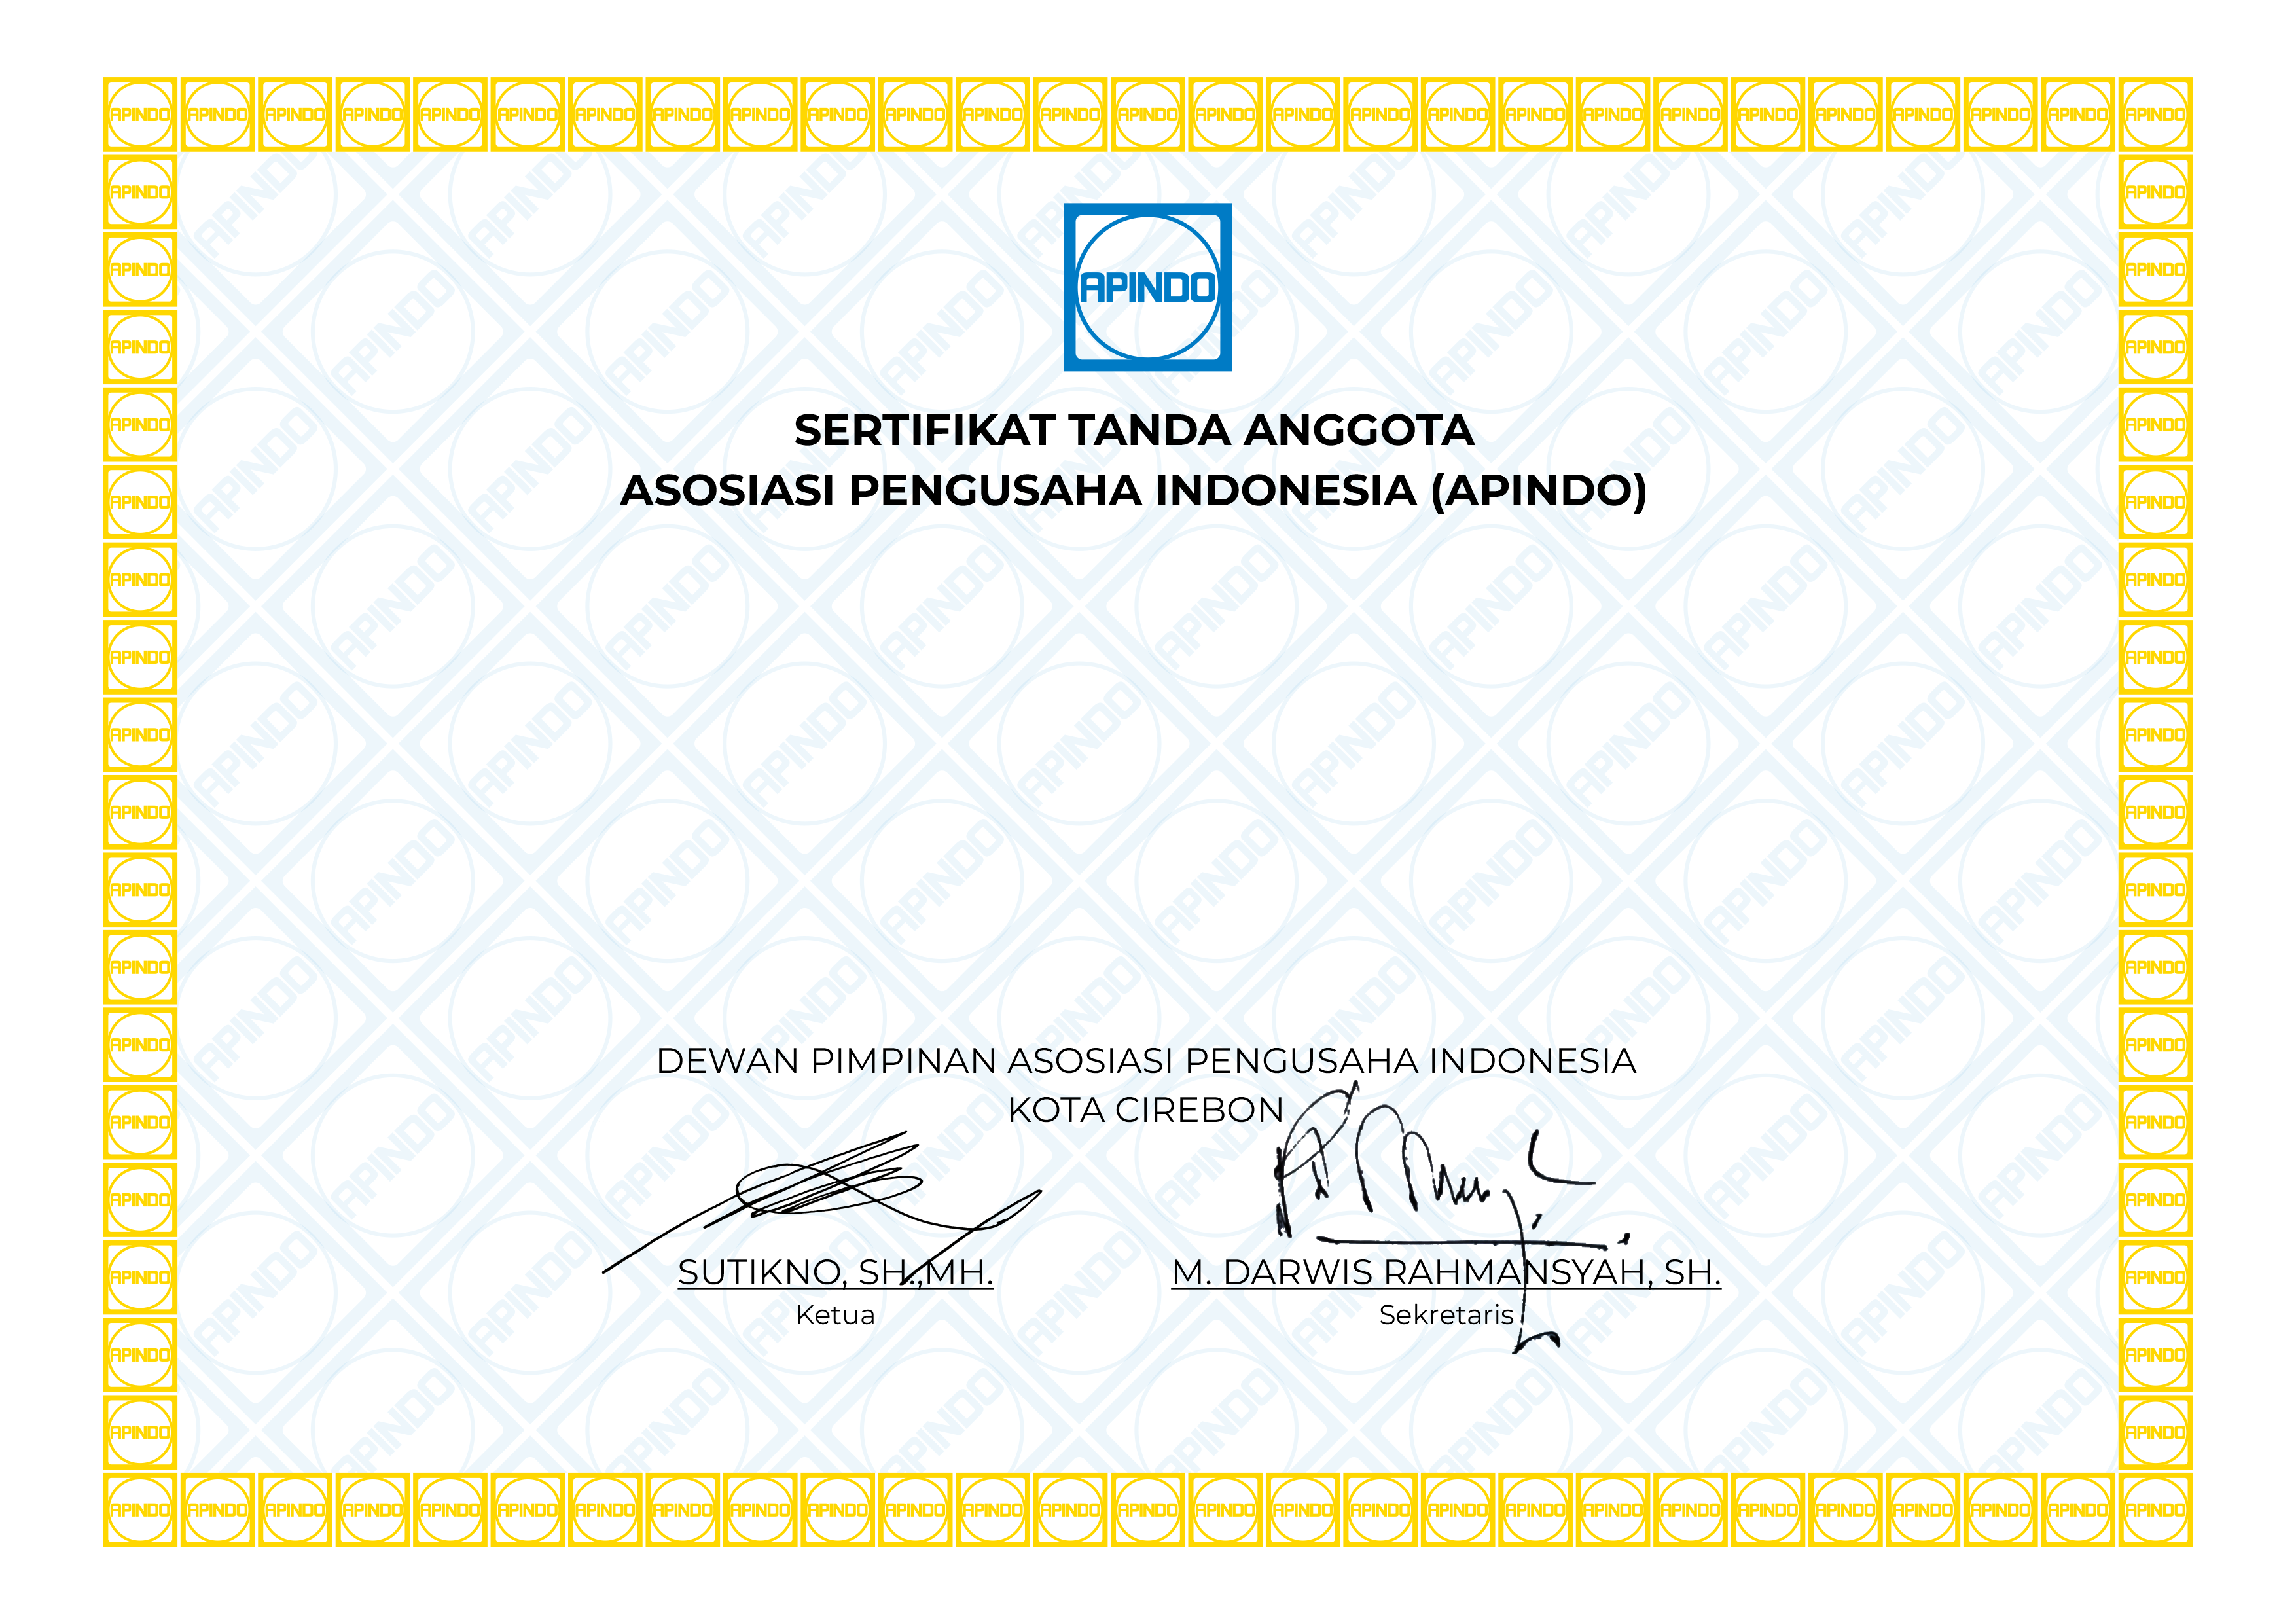 APINDO
SERTIFIKAT TANDA ANGGOTA
ASOSIASI PENGUSAHA INDONESIA (APINDO)
DEWAN PIMPINAN ASOSIASI PENGUSAHA INDONESIA
KOTA CIREBON
SUTIKNO, SH.,MH.
Ketua
M. DARWIS RAHMANSYAH, SH.
Sekretaris